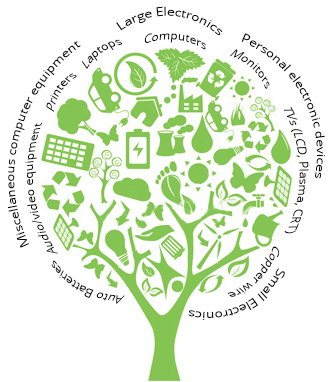 Miscellaneous computer equipment
Large Electronics
Personal electronic devices
Audio/video equipment
Printers
Laptops
Computers
Monitors
TVs (LCD, Plasma, CRT)
Copper wire
Small Electronics
Auto Batteries